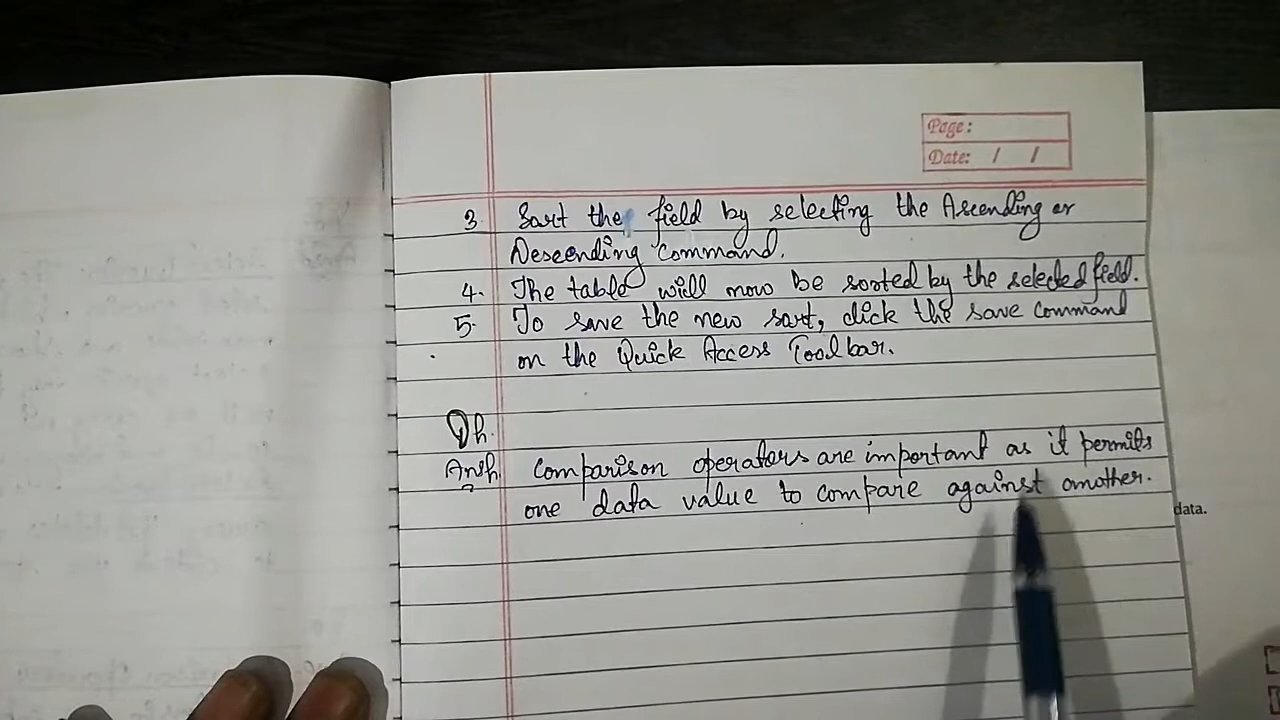 Page:
Date: / /
3. Sort the field by selecting the Ascending or
Descending Command.
4. The table will now be sorted by the selected field.
5. To save the new sort, click the save command
on the Quick Access Toolbar.
Qh.
Ansh. Comparison operators are important as it permits
one data value to compare against another.
data.